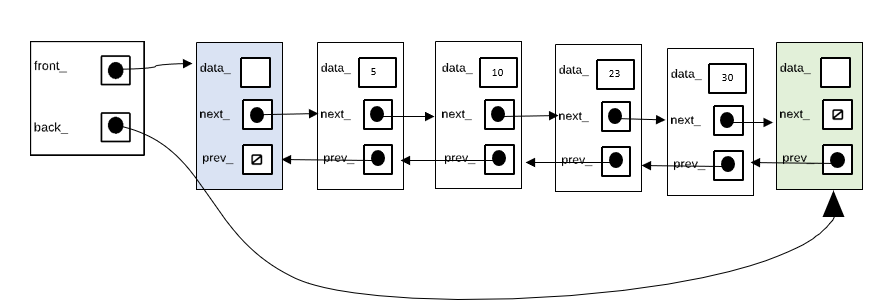 front_
back_
data_
next_
prev_
data_ 5
next_
prev_
data_ 10
next_
prev_
data_ 23
next_
prev_
data_ 30
next_
prev_
data_
next_
prev_